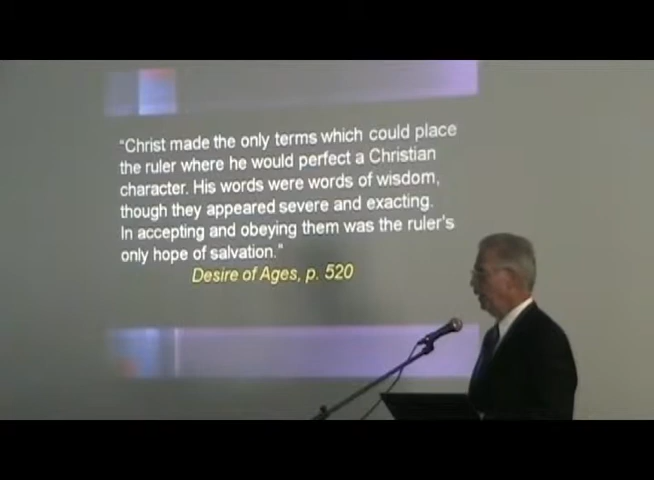 "Christ made the only terms which could place
the ruler where he would perfect a Christian
character. His words were words of wisdom,
though they appeared severe and exacting.
In accepting and obeying them was the ruler's
only hope of salvation."
Desire of Ages, p. 520